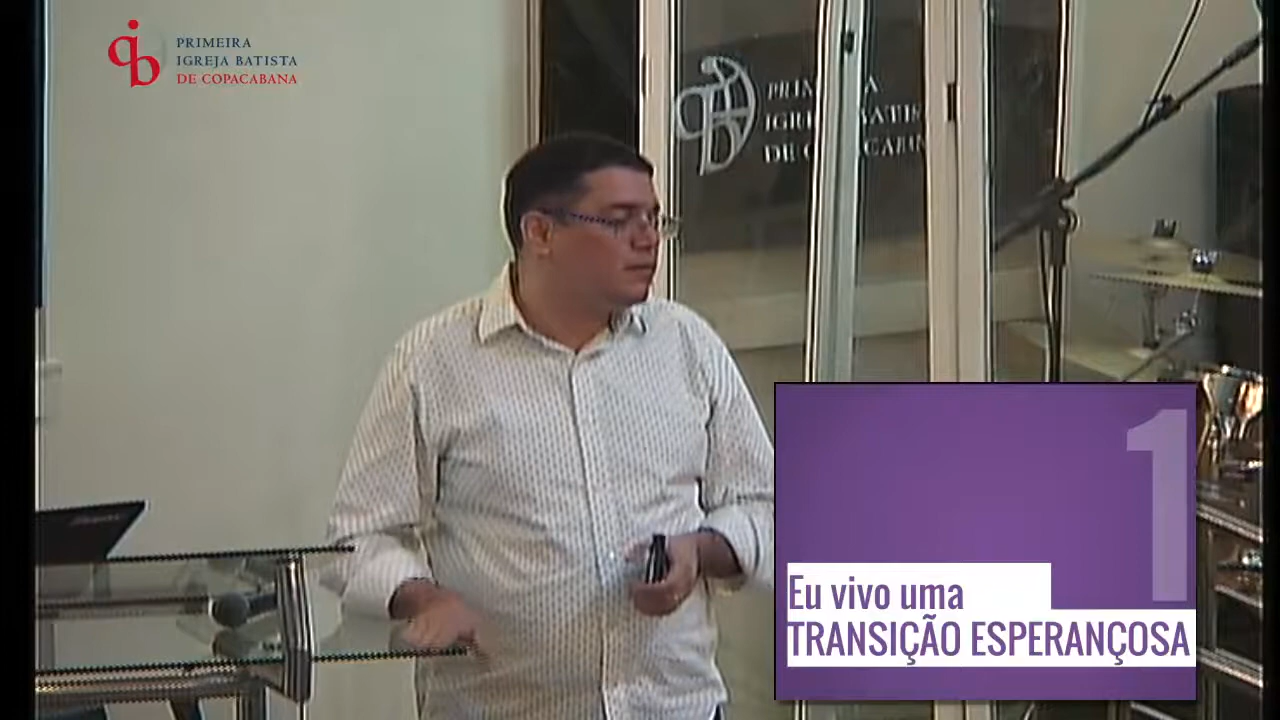 PRIMEIRA
IGREJA BATISTA
DE COPACABANA
1
Eu vivo uma
TRANSIÇÃO ESPERANÇOSA